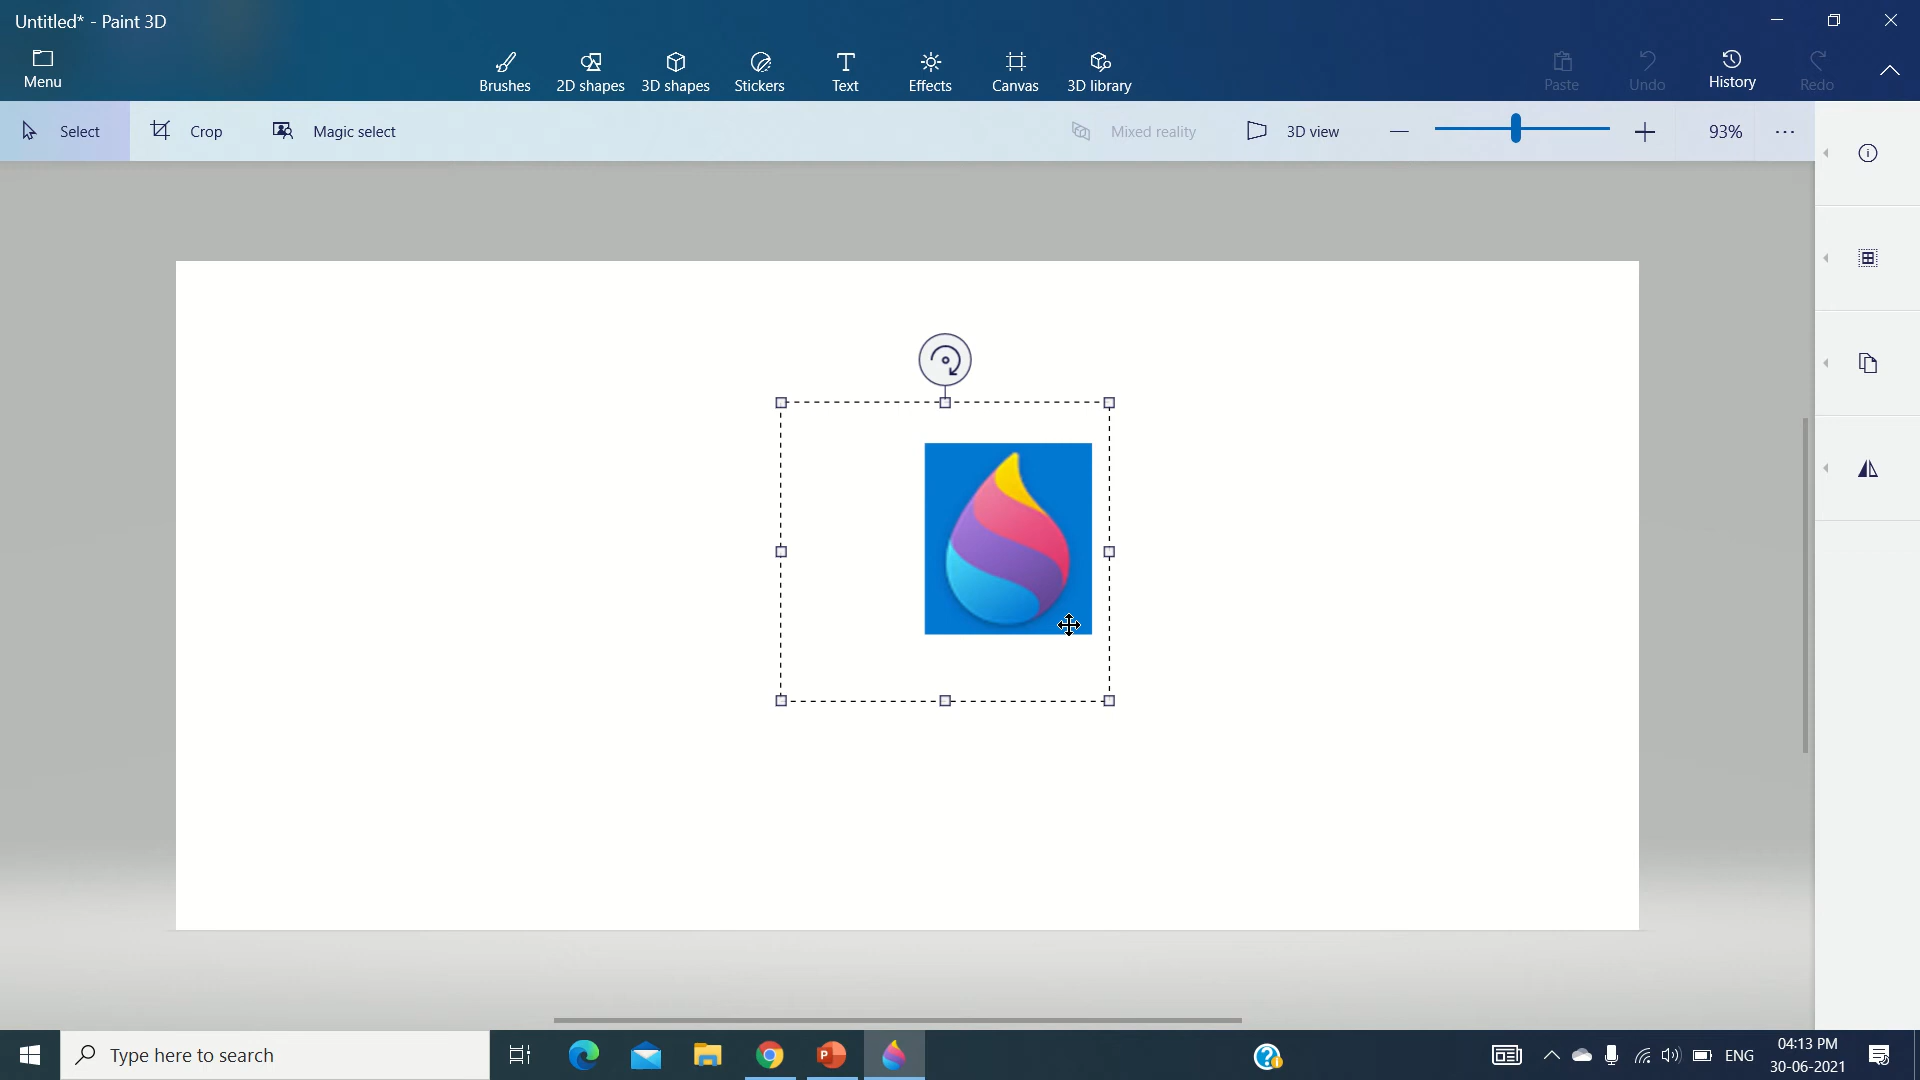 Untitled* - Paint 3D
Menu
Brushes 2D shapes 3D shapes Stickers Text Effects Canvas 3D library
Paste Undo History Redo
Select Crop Magic select Mixed reality 3D view 93%
Type here to search
P
ENG
04:13 PM
30-06-2021